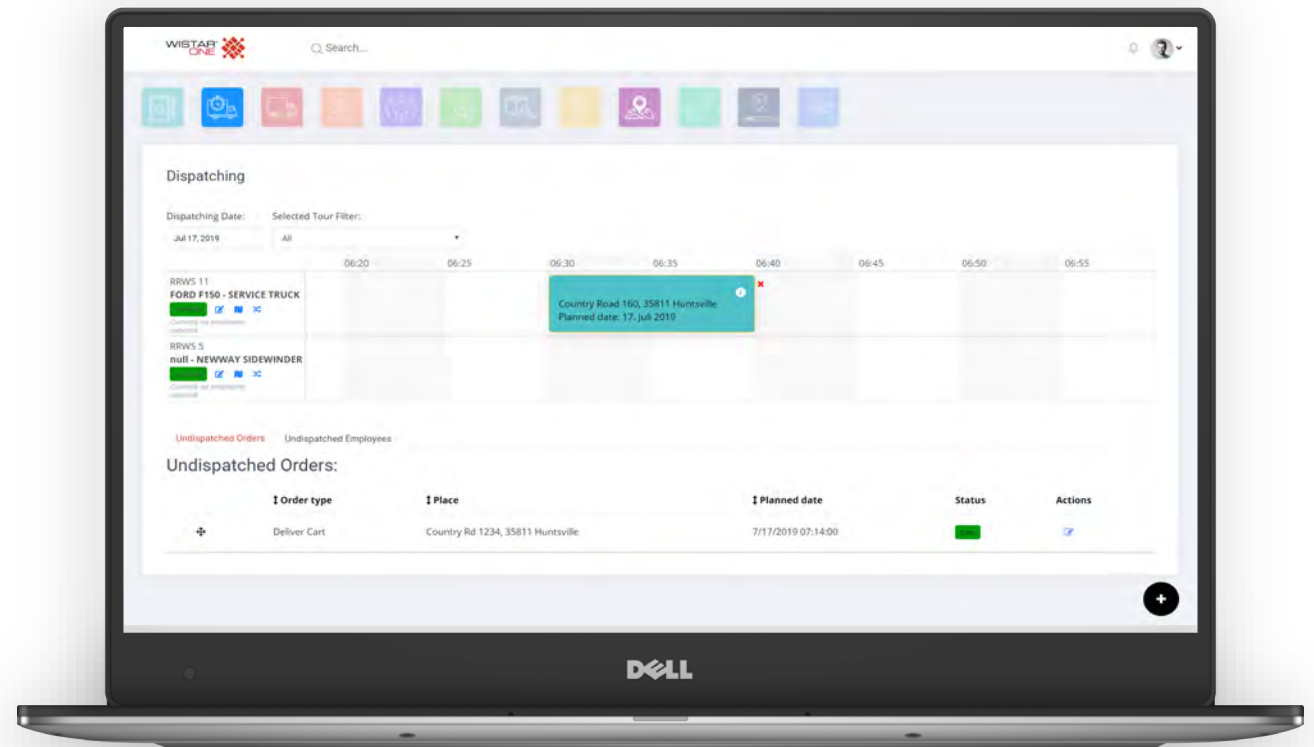 WISTAR
ONE
Search...
Dispatching
Dispatching Date: Selected Tour Filter:
Jul 17, 2019 All
06:20 06:25 06:30 06:35 06:40 06:45 06:50 06:55
RRWS 11
FORD F150 - SERVICE TRUCK
Country Road 160, 35811 Huntsville
Planned date: 17. Juli 2019
RRWS 5
null - NEWWAY SIDEWINDER
Undispatched Orders Undispatched Employees
Undispatched Orders:
Order type Place Planned date Status Actions
Deliver Cart Country Rd 1234, 35811 Huntsville 7/17/2019 07:14:00
DELL